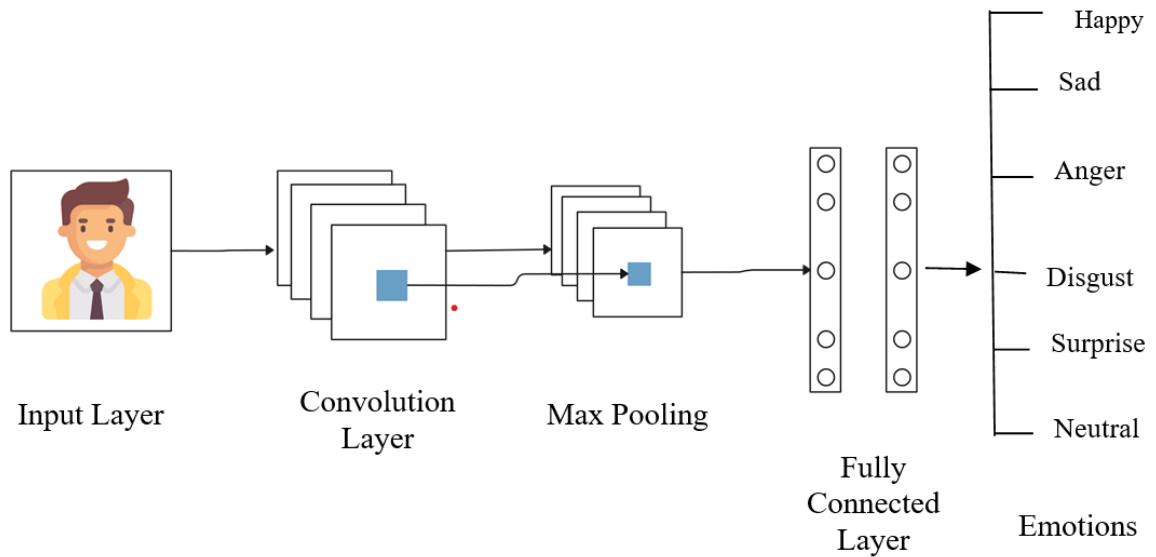 Happy
Sad
Anger
Disgust
Surprise
Neutral
Input Layer
Convolution
Layer
Max Pooling
Fully
Connected
Layer
Emotions